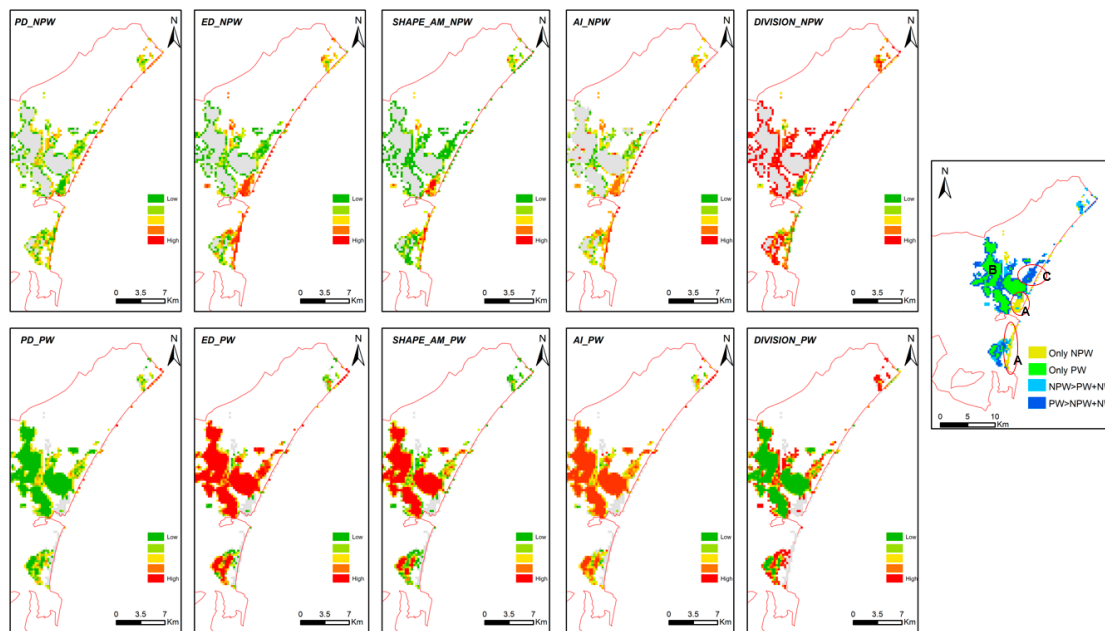 PD_NPW
N
Low
High
0 3.5 7
Km
ED_NPW
N
Low
High
0 3.5 7
Km
SHAPE_AM_NPW
N
Low
High
0 3.5 7
Km
AI_NPW
N
Low
High
0 3.5 7
Km
DIVISION_NPW
N
Low
High
0 3.5 7
Km
PD_PW
N
Low
High
0 3.5 7
Km
ED_PW
N
Low
High
0 3.5 7
Km
SHAPE_AM_PW
N
Low
High
0 3.5 7
Km
AI_PW
N
Low
High
0 3.5 7
Km
DIVISION_PW
N
Low
High
0 3.5 7
Km
N
B
C
A
A
Only NPW
Only PW
NPW>PW+N
PW>NPW+N
0 5 10
Km